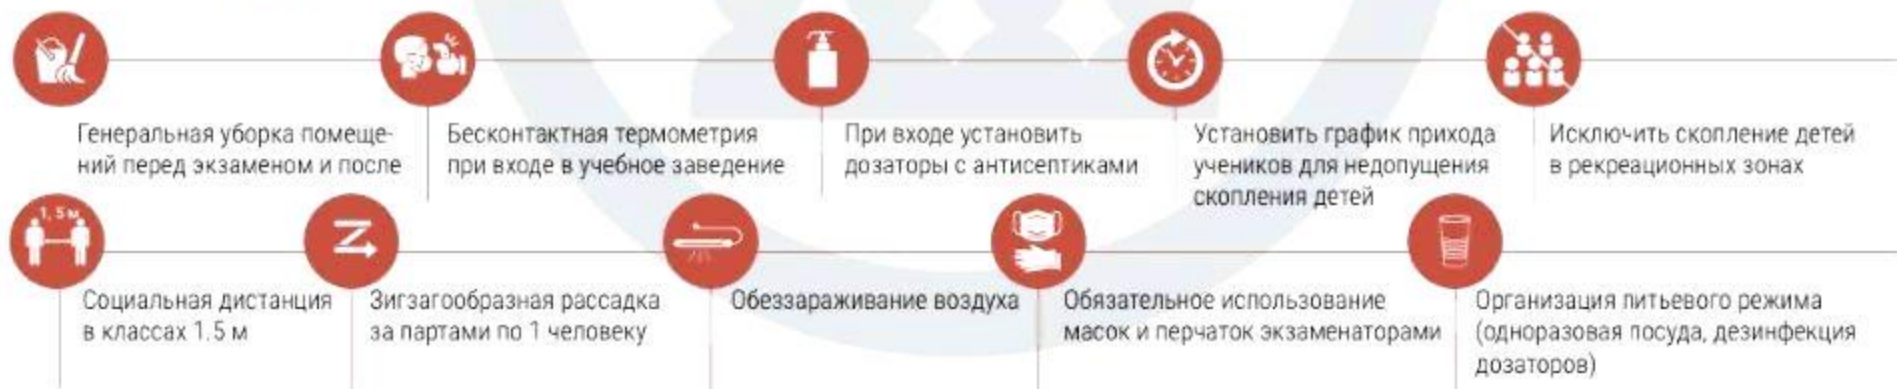 Генеральная уборка помеще-
ний перед экзаменом и после
Бесконтактная термометрия
при входе в учебное заведение
При входе установить
дозаторы с антисептиками
Установить график прихода
учеников для недопущения
скопления детей
Исключить скопление детей
в рекреационных зонах
1,5 м
Социальная дистанция
в классах 1.5 м
Зигзагообразная рассадка
за партами по 1 человеку
Обеззараживание воздуха
Обязательное использование
масок и перчаток экзаменаторами
Организация питьевого режима
(одноразовая посуда, дезинфекция
дозаторов)